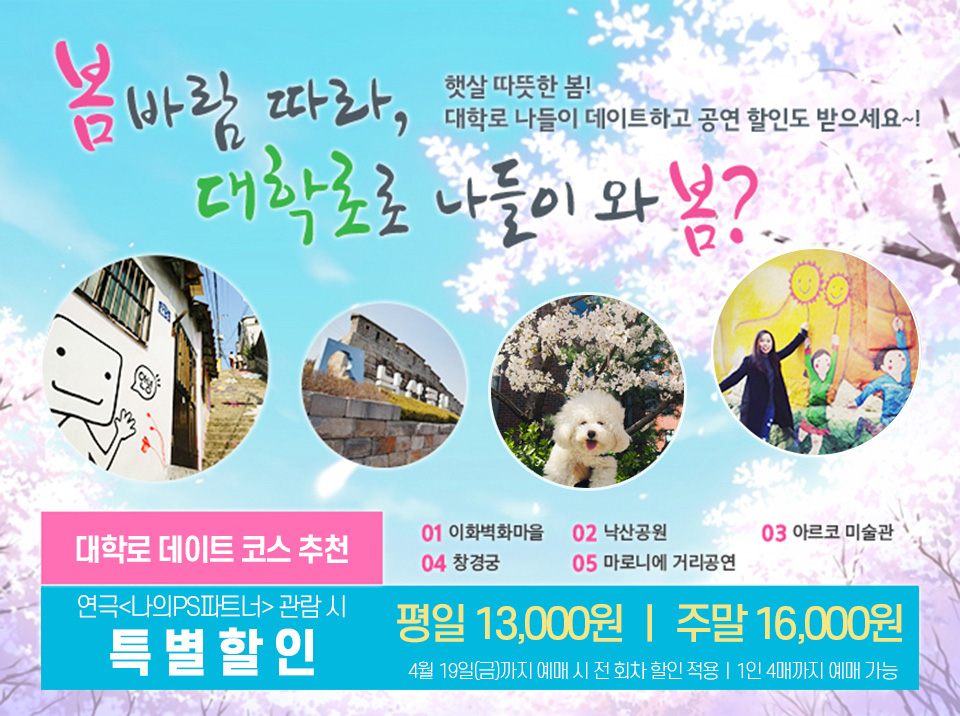 봄바람 따라,
햇살 따뜻한 봄!
대학로 나들이 데이트하고 공연 할인도 받으세요~!
대학로로 나들이 와 봄?
안녕
대학로 데이트 코스 추천
01 이화벽화마을 02 낙산공원 03 아르코 미술관
04 창경궁 05 마로니에 거리공연
연극<나의PS파트너> 관람 시
특별할인
평일 13,000원 | 주말 16,000원
4월 19일(금)까지 예매 시 전 회차 할인 적용 | 1인 4매까지 예매 가능